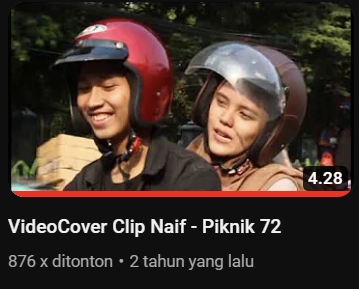 4.28
VideoCover Clip Naif - Piknik 72
876 x ditonton • 2 tahun yang lalu